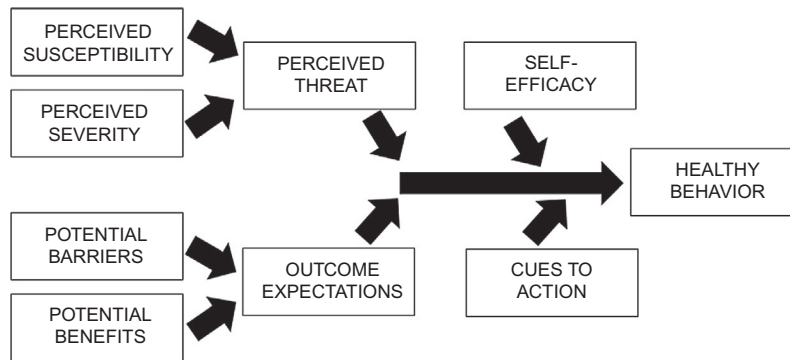 PERCEIVED
SUSCEPTIBILITY
PERCEIVED
SEVERITY
PERCEIVED
THREAT
SELF-
EFFICACY
HEALTHY
BEHAVIOR
POTENTIAL
BARRIERS
POTENTIAL
BENEFITS
OUTCOME
EXPECTATIONS
CUES TO
ACTION